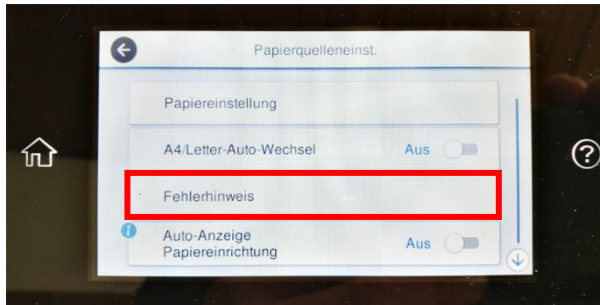 Papierquelleneinst.
Papiereinstellung
A4/Letter-Auto-Wechsel Aus
Fehlerhinweis
Auto-Anzeige
Papiereinrichtung Aus